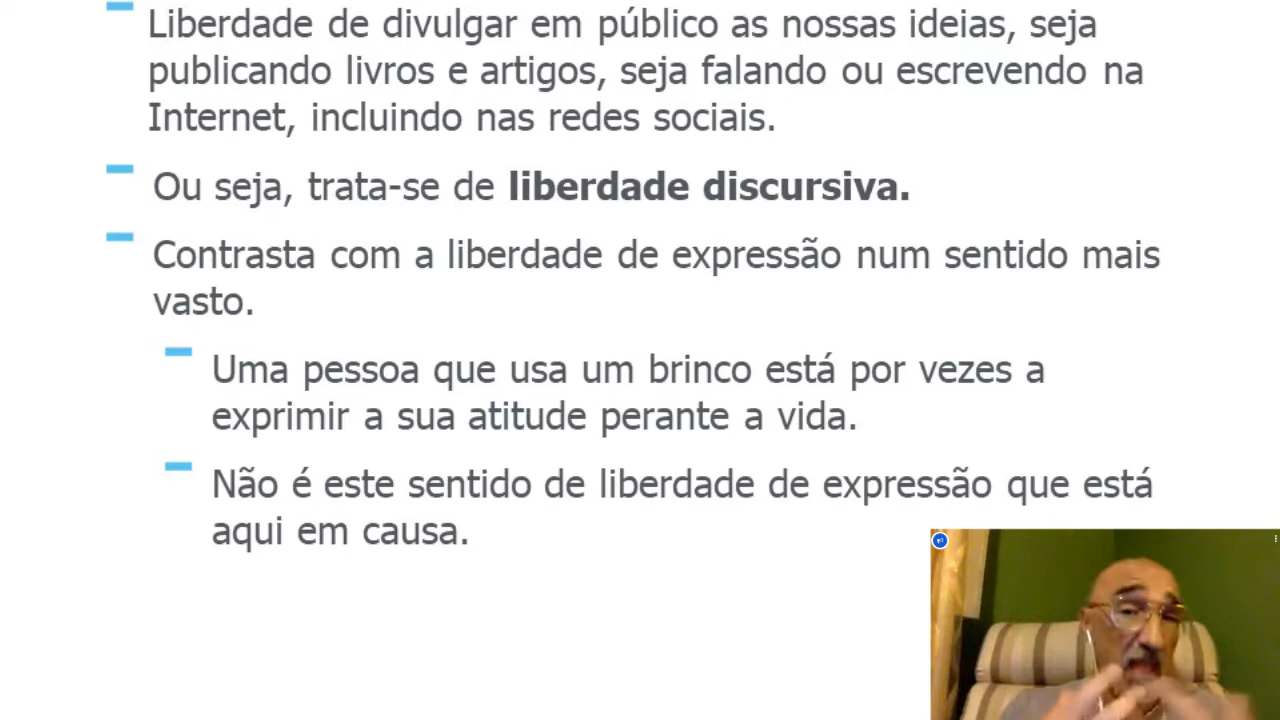 Liberdade de divulgar em público as nossas ideias, seja
publicando livros e artigos, seja falando ou escrevendo na
Internet, incluindo nas redes sociais.
Ou seja, trata-se de liberdade discursiva.
Contrasta com a liberdade de expressão num sentido mais
vasto.
Uma pessoa que usa um brinco está por vezes a
exprimir a sua atitude perante a vida.
Não é este sentido de liberdade de expressão que está
aqui em causa.